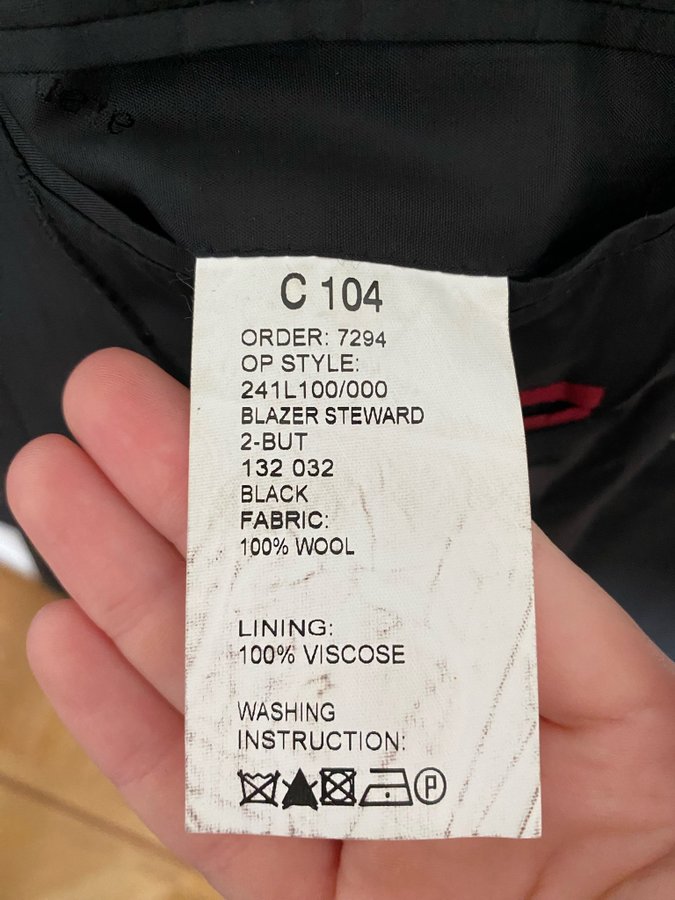 C 104
ORDER: 7294
OP STYLE:
241L100/000
BLAZER STEWARD
2-BUT
132 032
BLACK
FABRIC:
100% WOOL
LINING:
100% VISCOSE
WASHING
INSTRUCTION:
P